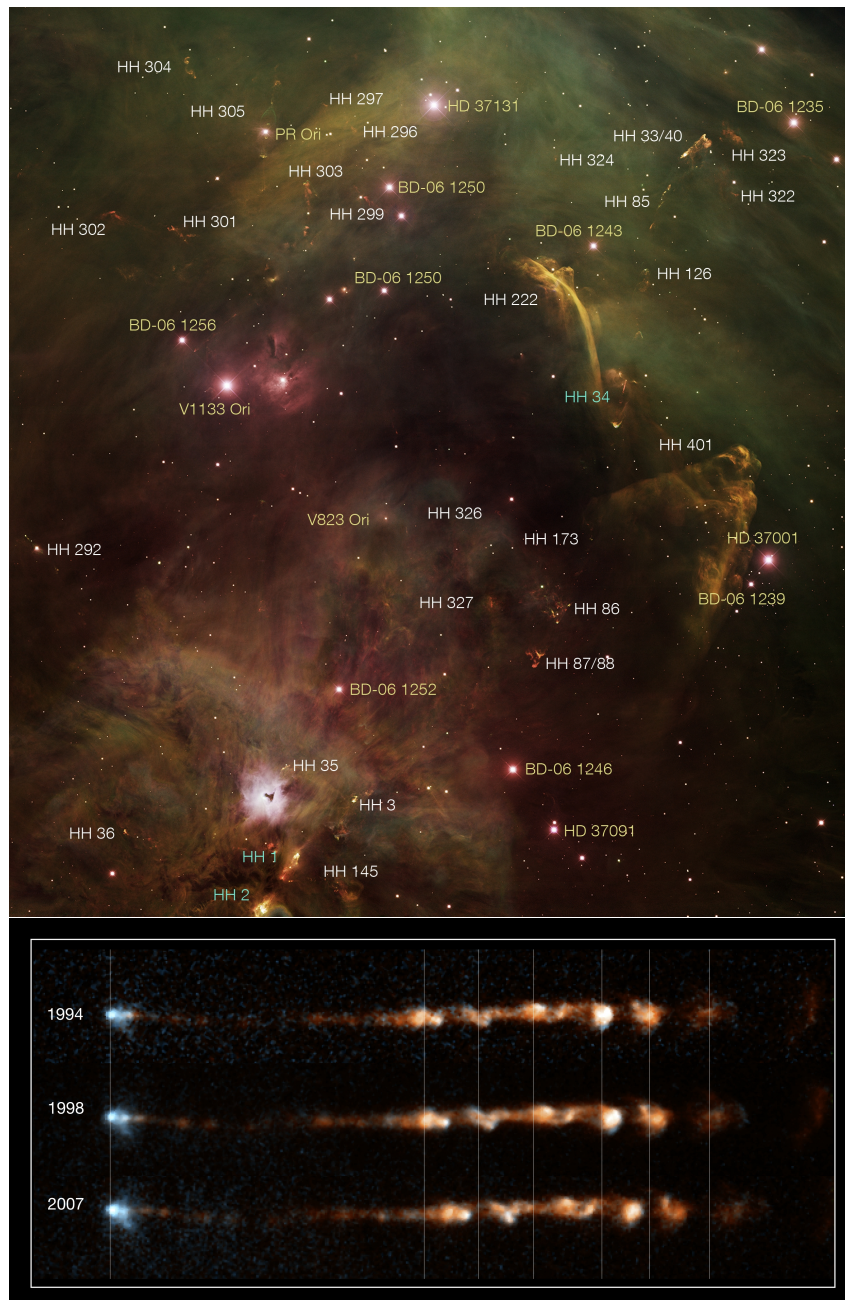 HH 304
HH 297
HD 37131
BD-06 1235
HH 305
PR Ori
HH 296
HH 33/40
HH 324
HH 323
HH 303
BD-06 1250
HH 322
HH 85
HH 299
HH 301
HH 302
BD-06 1243
BD-06 1250
HH 126
HH 222
BD-06 1256
HH 34
V1133 Ori
HH 401
HH 326
V823 Ori
HH 173
HD 37001
HH 292
BD-06 1239
HH 327
HH 86
HH 87/88
BD-06 1252
HH 35
BD-06 1246
HH 3
HH 36
HD 37091
HH 1
HH 145
HH 2
1994
1998
2007